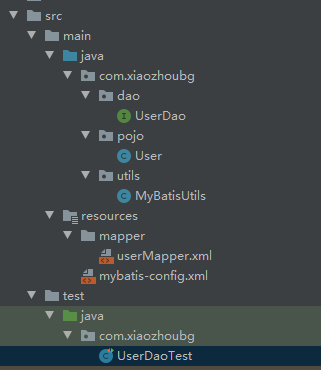 src
main
java
com.xiaozhoubg
dao
UserDao
pojo
User
utils
MyBatisUtils
resources
mapper
userMapper.xml
mybatis-config.xml
test
java
com.xiaozhoubg
UserDaoTest